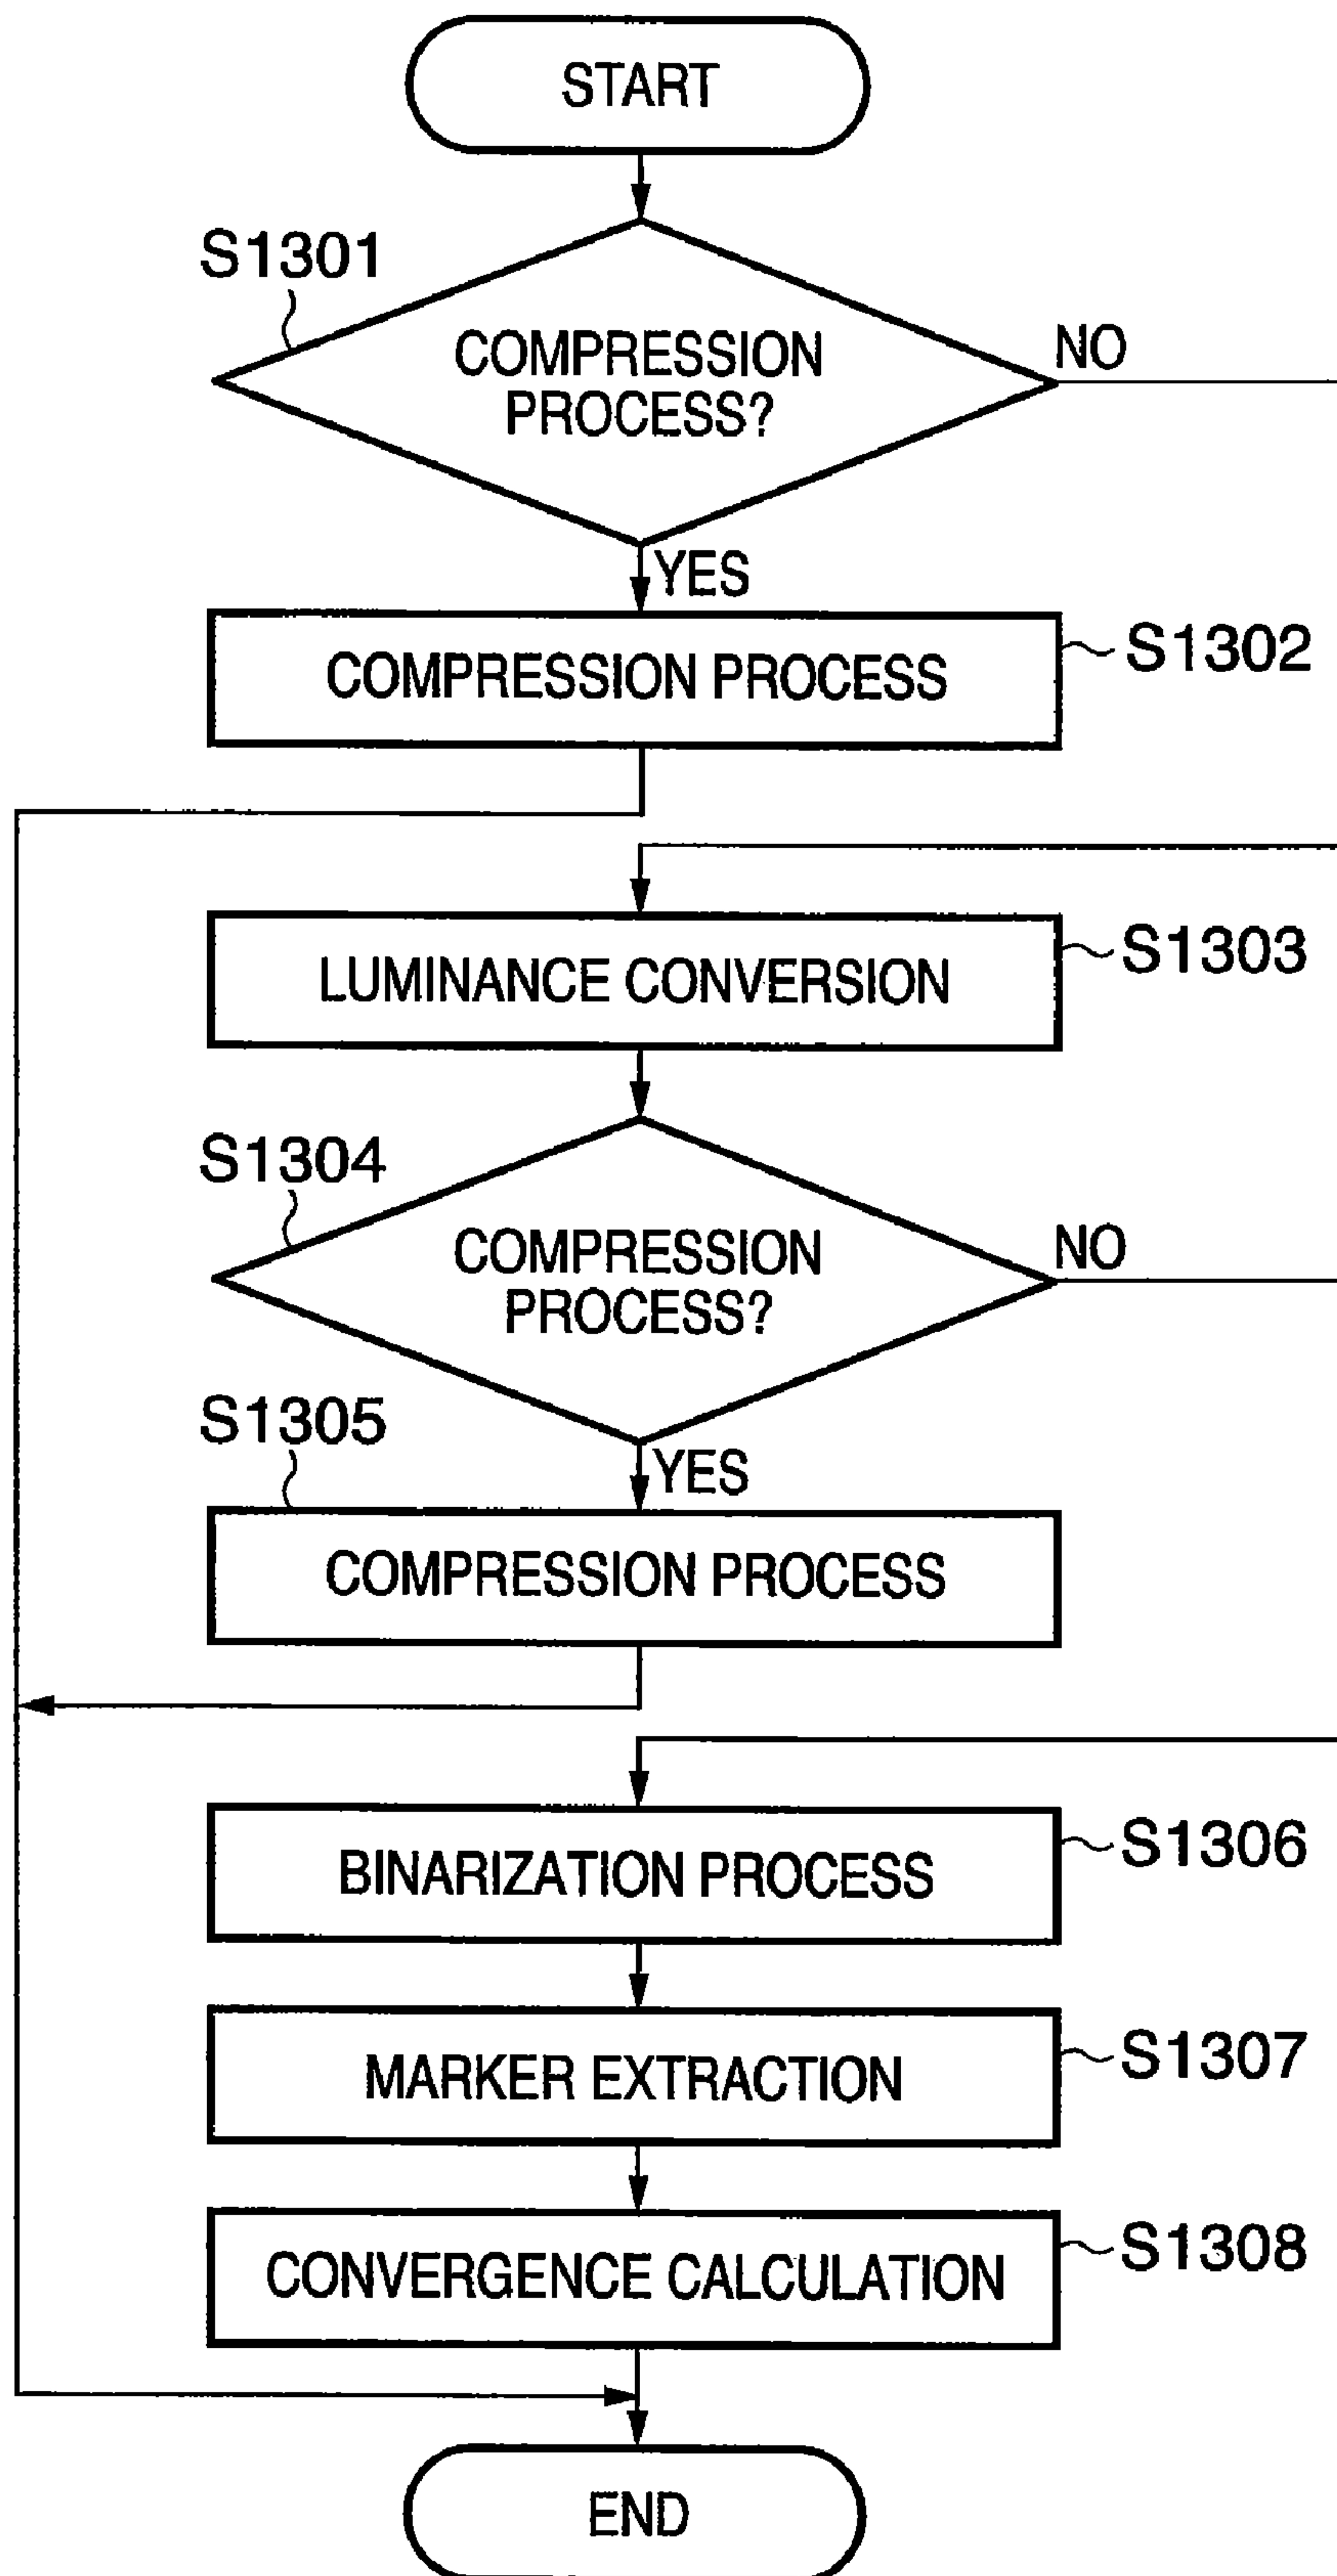 START
S1301
COMPRESSION
PROCESS?
NO
YES
COMPRESSION PROCESS
S1302
LUMINANCE CONVERSION
S1303
S1304
COMPRESSION
PROCESS?
NO
S1305
YES
COMPRESSION PROCESS
BINARIZATION PROCESS
S1306
MARKER EXTRACTION
S1307
CONVERGENCE CALCULATION
S1308
END